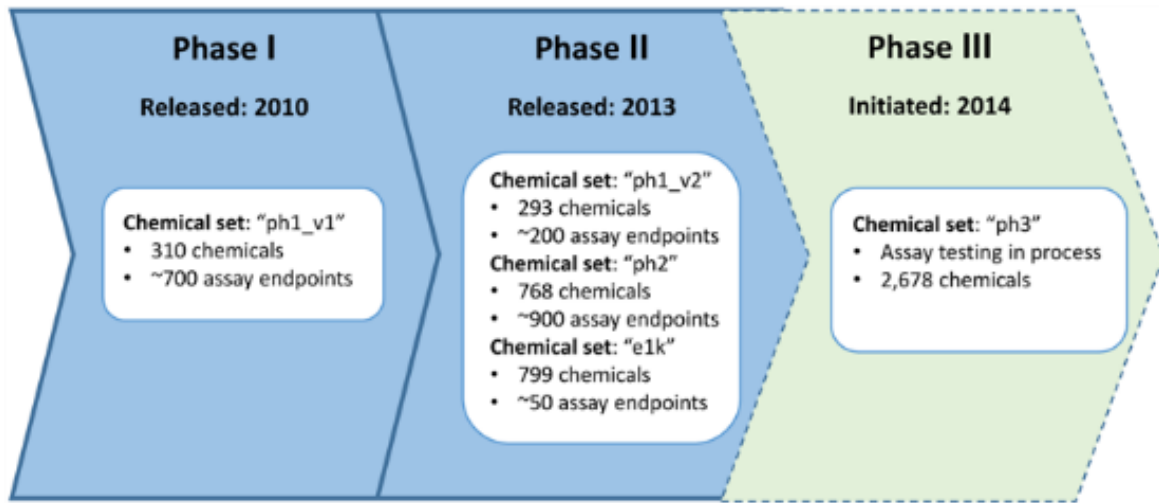 Phase I
Released: 2010
Chemical set: "ph1_v1"
• 310 chemicals
• ~700 assay endpoints
Phase II
Released: 2013
Chemical set: "ph1_v2"
• 293 chemicals
• ~200 assay endpoints
Chemical set: "ph2"
• 768 chemicals
• ~900 assay endpoints
Chemical set: "e1k"
• 799 chemicals
• ~50 assay endpoints
Phase III
Initiated: 2014
Chemical set: "ph3"
• Assay testing in process
• 2,678 chemicals